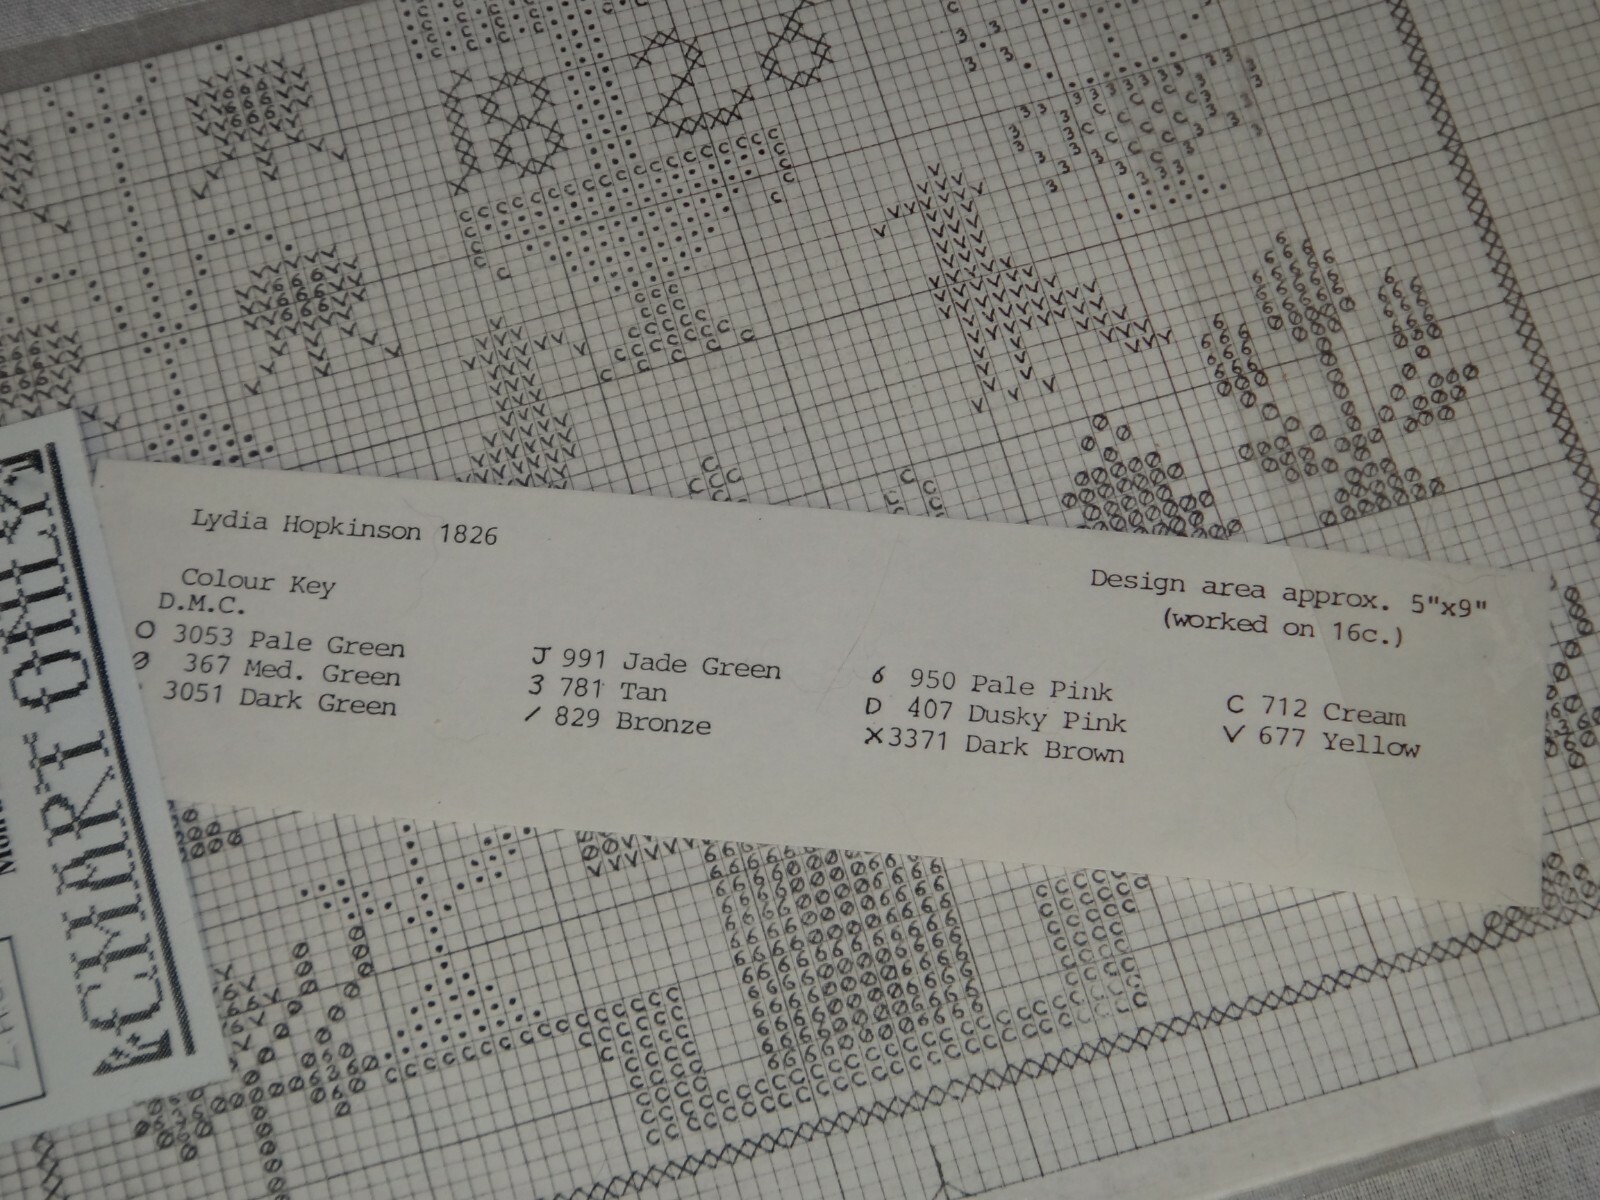 Lydia Hopkinson 1826
Design area approx. 5"x9"
(worked on 16c.)
Colour Key
D.M.C.
O 3053 Pale Green
Ø 367 Med. Green
3051 Dark Green
J 991 Jade Green
3 781 Tan
/ 829 Bronze
6 950 Pale Pink
D 407 Dusky Pink
X 3371 Dark Brown
C 712 Cream
V 677 Yellow
CHART ONLY